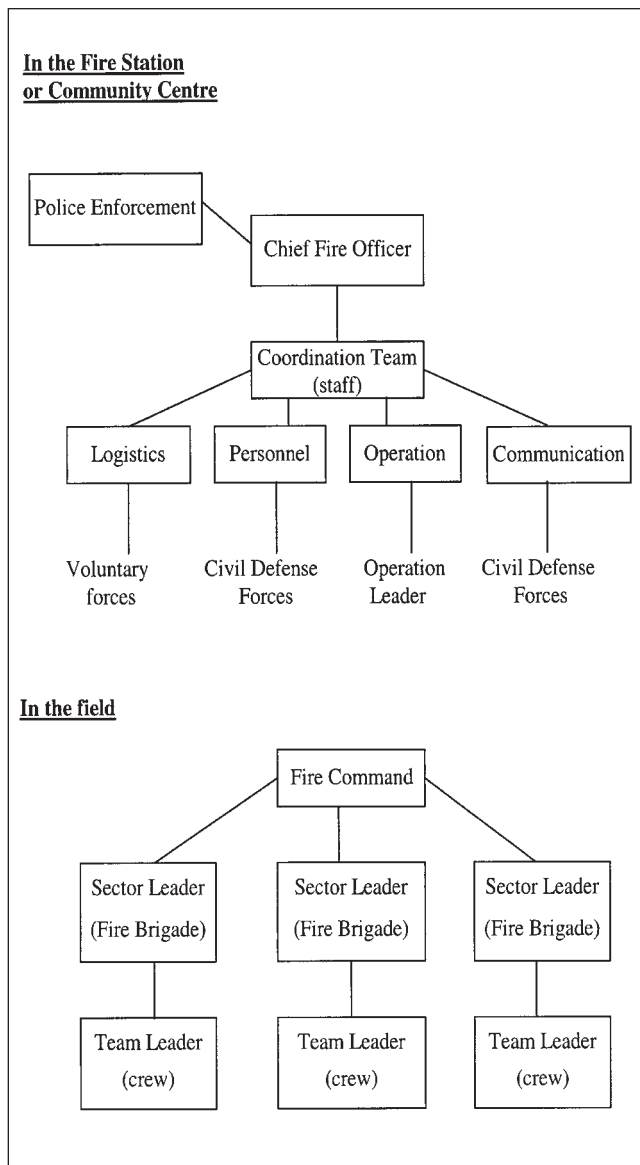 In the Fire Station
or Community Centre
Police Enforcement
Chief Fire Officer
Coordination Team
(staff)
Logistics
Personnel
Operation
Communication
Voluntary
forces
Civil Defense
Forces
Operation
Leader
Civil Defense
Forces
In the field
Fire Command
Sector Leader
(Fire Brigade)
Sector Leader
(Fire Brigade)
Sector Leader
(Fire Brigade)
Team Leader
(crew)
Team Leader
(crew)
Team Leader
(crew)